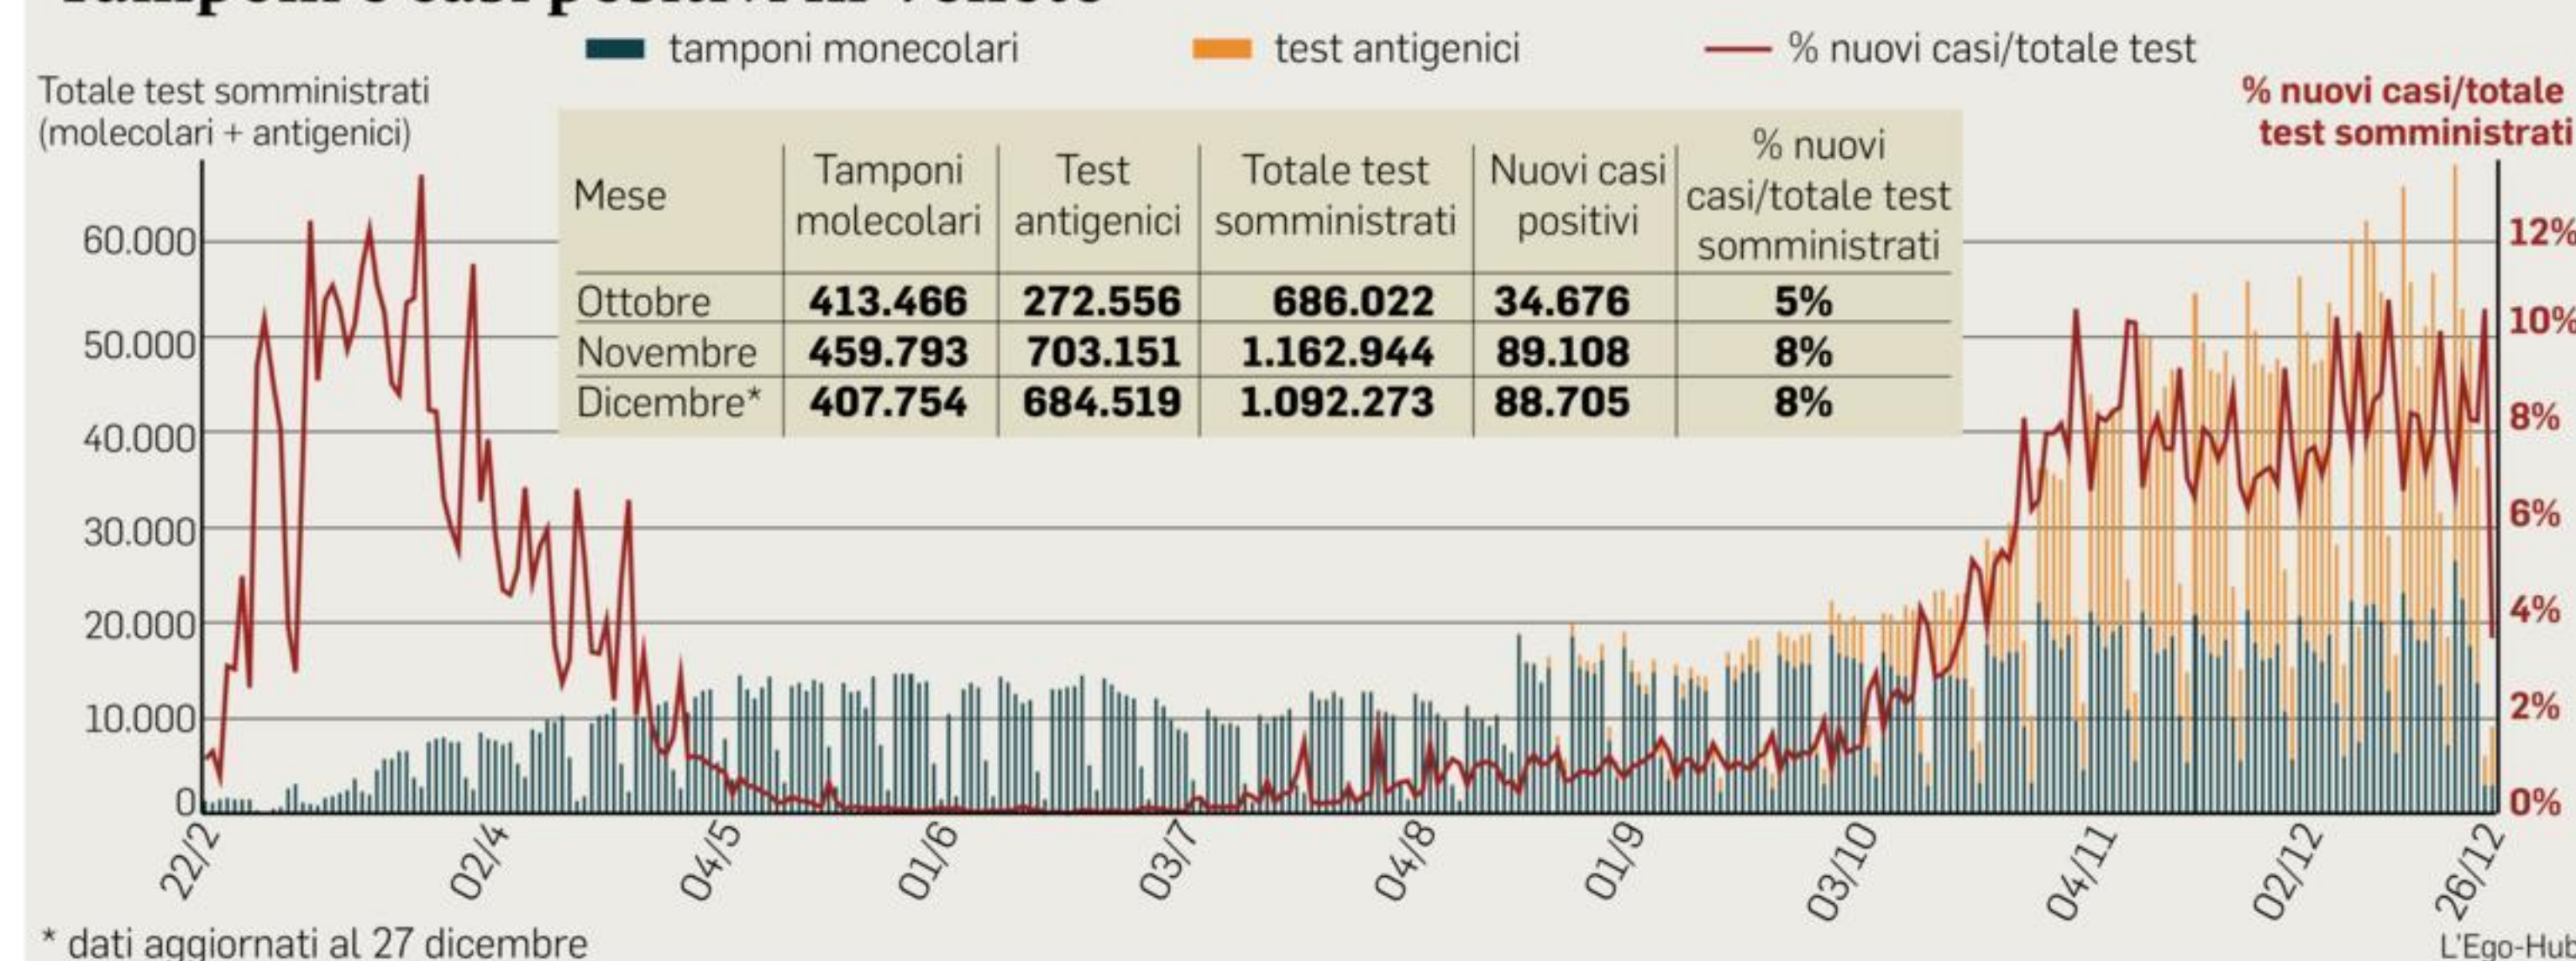 Tamponi e casi positivi in Veneto
tamponi monecolari
test antigenici
% nuovi casi/totale test
Totale test somministrati
(molecolari + antigenici)
% nuovi casi/totale
test somministrati
Mese
Tamponi
molecolari
Test
antigenici
Totale test
somministrati
Nuovi casi
positivi
% nuovi
casi/totale test
somministrati
Ottobre 413.466 272.556 686.022 34.676 5%
Novembre 459.793 703.151 1.162.944 89.108 8%
Dicembre* 407.754 684.519 1.092.273 88.705 8%
60.000
50.000
40.000
30.000
20.000
10.000
0
12%
10%
8%
6%
4%
2%
0%
22/2 02/4 04/5 01/6 03/7 04/8 01/9 03/10 04/11 02/12 26/12
* dati aggiornati al 27 dicembre
L'Ego-Hub